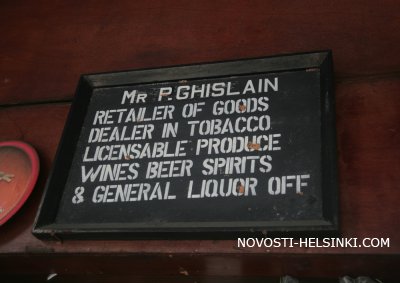 Mr P. GHISLAIN
RETAILER OF GOODS
DEALER IN TOBACCO
LICENSABLE PRODUCE
WINES BEER SPIRITS
& GENERAL LIQUOR OFF
NOVOSTI-HELSINKI.COM